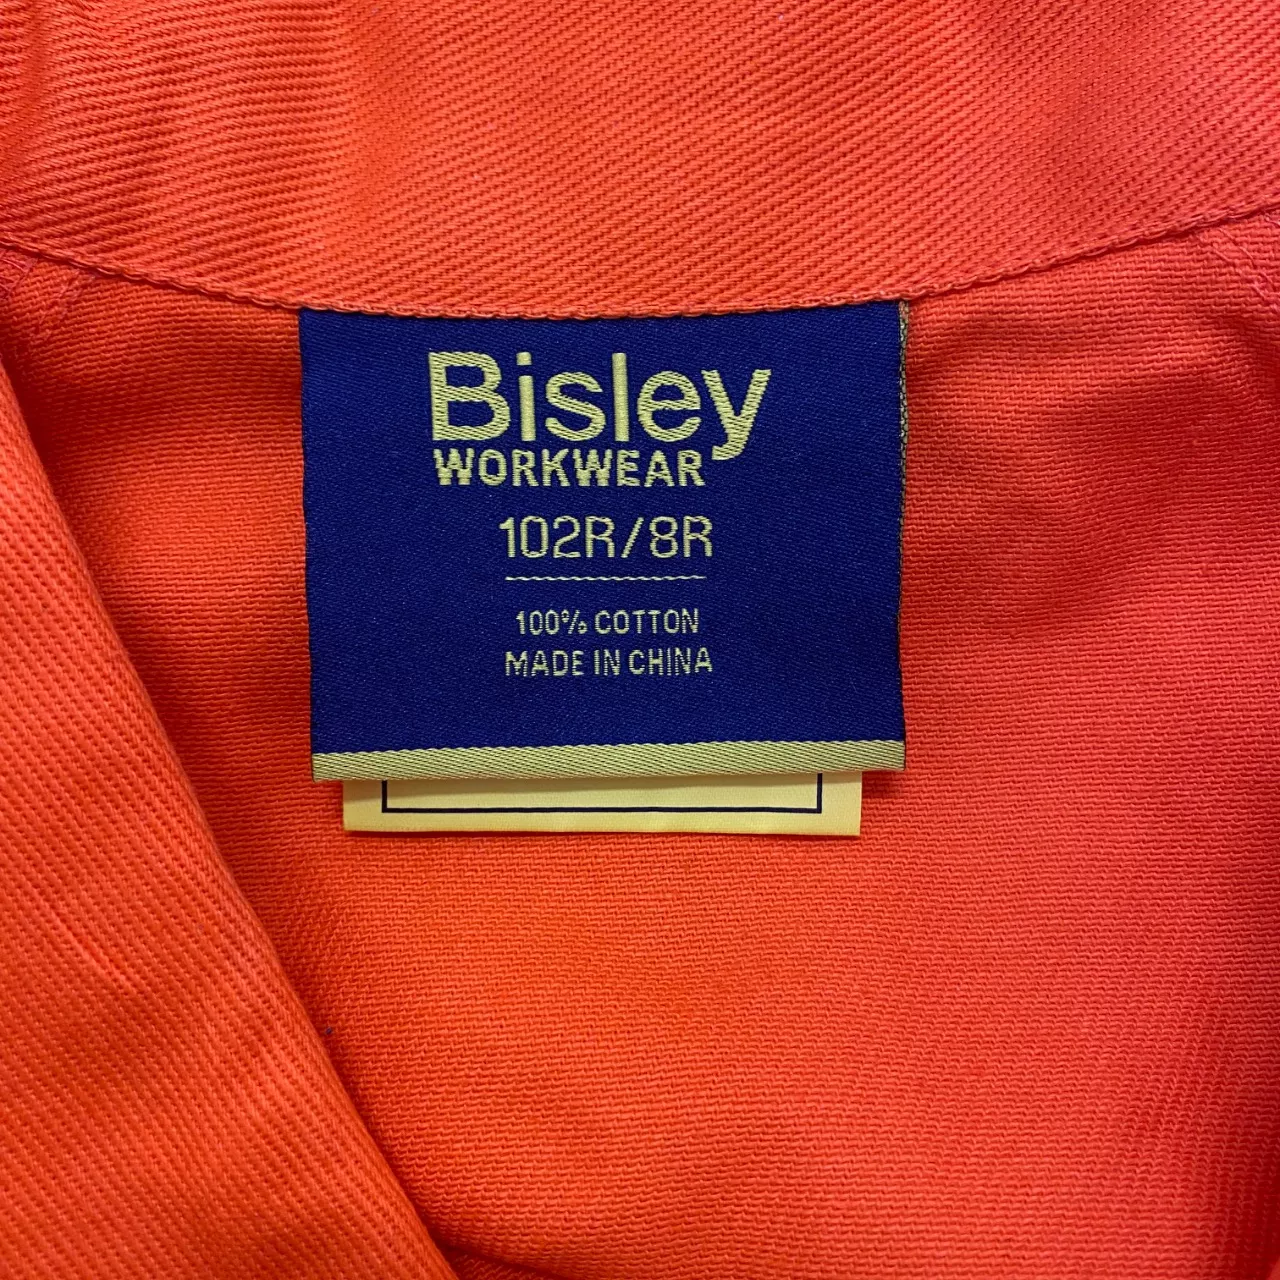 Bisley
WORKWEAR
102R/8R
100% COTTON
MADE IN CHINA